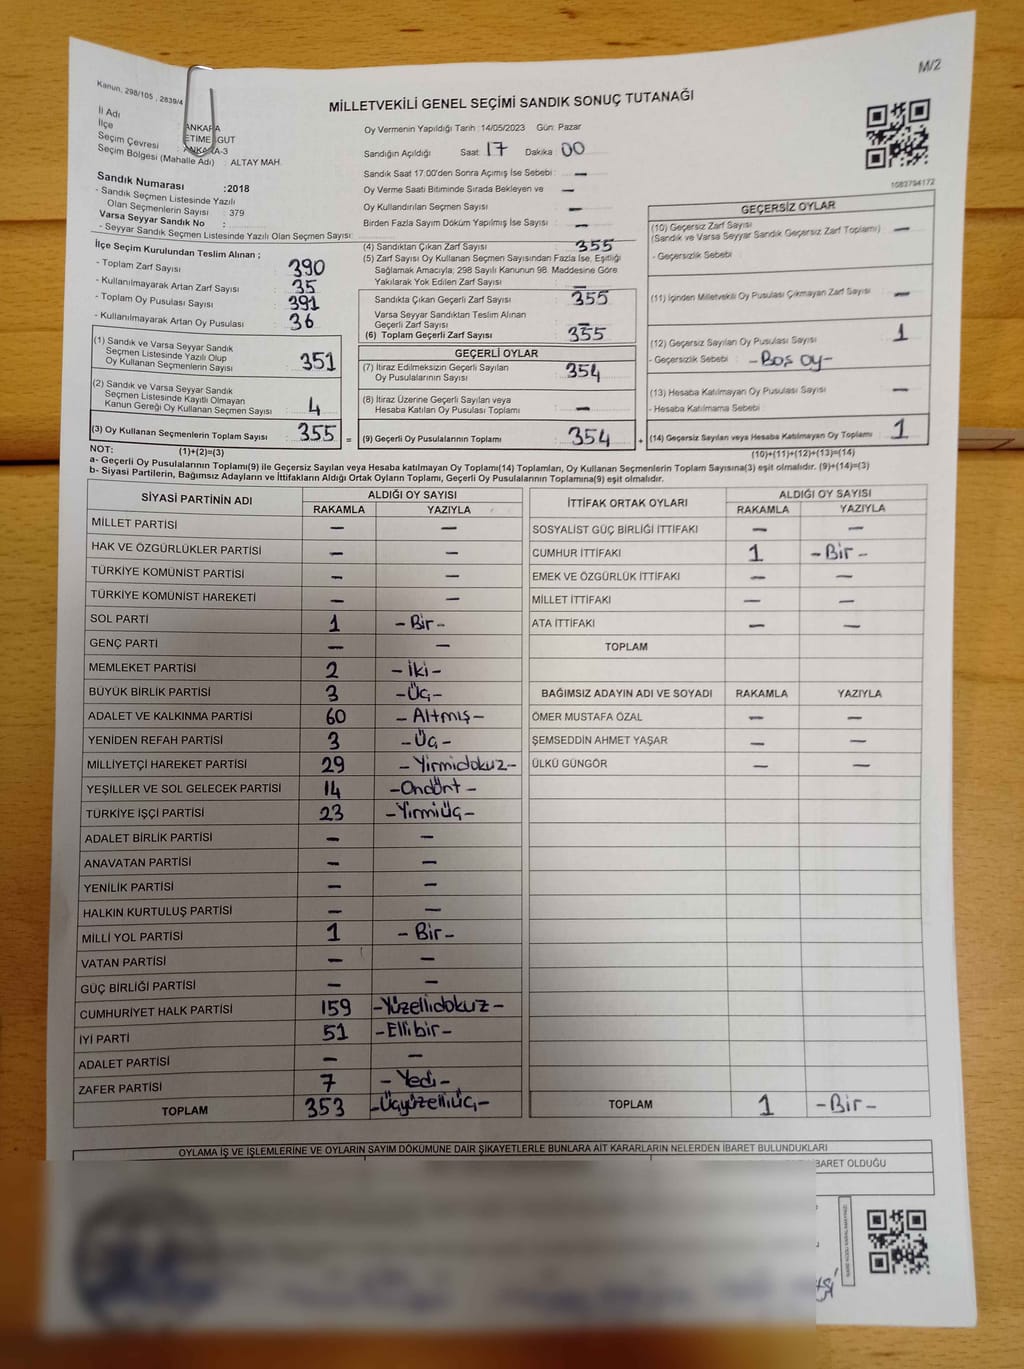 M/2
Kanun, 298/105 , 2839/4
MİLLETVEKİLİ GENEL SEÇİMİ SANDIK SONUÇ TUTANAĞI
İl Adı ANKARA
İlçe ETİMESGUT
Seçim Çevresi : ANKARA-3
Seçim Bölgesi (Mahalle Adı) : ALTAY MAH.
Sandık Numarası :2018
- Sandık Seçmen Listesinde Yazılı
Olan Seçmenlerin Sayısı : 379
Varsa Seyyar Sandık No :
- Seyyar Sandık Seçmen Listesinde Yazılı Olan Seçmen Sayısı:
Oy Vermenin Yapıldığı Tarih :14/05/2023 Gün: Pazar
Sandığın Açıldığı Saat: 17 Dakika: 00
Sandık Saat 17.00'den Sonra Açımış İse Sebebi : —
Oy Verme Saati Bitiminde Sırada Bekleyen ve —
Oy Kullandırılan Seçmen Sayısı : —
Birden Fazla Sayım Döküm Yapılmış İse Sayısı : —
1083794172
İlçe Seçim Kurulundan Teslim Alınan ;
- Toplam Zarf Sayısı : 390
- Kullanılmayarak Artan Zarf Sayısı : 35
- Toplam Oy Pusulası Sayısı : 391
- Kullanılmayarak Artan Oy Pusulası : 36
(1) Sandık ve Varsa Seyyar Sandık
Seçmen Listesinde Yazılı Olup
Oy Kullanan Seçmenlerin Sayısı : 351
(2) Sandık ve Varsa Seyyar Sandık
Seçmen Listesinde Kayıtlı Olmayan
Kanun Gereği Oy Kullanan Seçmen Sayısı : 4
(3) Oy Kullanan Seçmenlerin Toplam Sayısı : 355 =
(4) Sandıktan Çıkan Zarf Sayısı : 355
(5) Zarf Sayısı Oy Kullanan Seçmen Sayısından Fazla İse, Eşitliği
Sağlamak Amacıyla, 298 Sayılı Kanunun 98. Maddesine Göre
Yakılarak Yok Edilen Zarf Sayısı : —
Sandıkta Çıkan Geçerli Zarf Sayısı : 355
Varsa Seyyar Sandıktan Teslim Alınan
Geçerli Zarf Sayısı : —
(6) Toplam Geçerli Zarf Sayısı : 355
GEÇERLİ OYLAR
(7) İtiraz Edilmeksizin Geçerli Sayılan
Oy Pusulalarının Sayısı : 354
(8) İtiraz Üzerine Geçerli Sayılan veya
Hesaba Katılan Oy Pusulası Toplamı : —
(9) Geçerli Oy Pusulalarının Toplamı : 354 +
GEÇERSİZ OYLAR
(10) Geçersiz Zarf Sayısı
(Sandık ve Varsa Seyyar Sandık Geçersiz Zarf Toplamı) : —
- Geçersizlik Sebebi :
(11) İçinden Milletvekili Oy Pusulası Çıkmayan Zarf Sayısı : —
(12) Geçersiz Sayılan Oy Pusulası Sayısı : 1
- Geçersizlik Sebebi : -Boş oy-
(13) Hesaba Katılmayan Oy Pusulası Sayısı : —
- Hesaba Katılmama Sebebi :
(14) Geçersiz Sayılan veya Hesaba Katılmayan Oy Toplamı : 1
NOT: (1)+(2)=(3) (10)+(11)+(12)+(13)=(14)
a- Geçerli Oy Pusulalarının Toplamı(9) ile Geçersiz Sayılan veya Hesaba katılmayan Oy Toplamı(14) Toplamları, Oy Kullanan Seçmenlerin Toplam Sayısına(3) eşit olmalıdır. (9)+(14)=(3)
b- Siyasi Partilerin, Bağımsız Adayların ve İttifakların Aldığı Ortak Oyların Toplamı, Geçerli Oy Pusulalarının Toplamına(9) eşit olmalıdır.
SİYASİ PARTİNİN ADI ALDIĞI OY SAYISI
RAKAMLA YAZIYLA
MİLLET PARTİSİ — —
HAK VE ÖZGÜRLÜKLER PARTİSİ — —
TÜRKİYE KOMÜNİST PARTİSİ — —
TÜRKİYE KOMÜNİST HAREKETİ — —
SOL PARTİ 1 -Bir-
GENÇ PARTİ — —
MEMLEKET PARTİSİ 2 -İki-
BÜYÜK BİRLİK PARTİSİ 3 -Üç-
ADALET VE KALKINMA PARTİSİ 60 -Altmış-
YENİDEN REFAH PARTİSİ 3 -Üç-
MİLLİYETÇİ HAREKET PARTİSİ 29 -Yirmidokuz-
YEŞİLLER VE SOL GELECEK PARTİSİ 14 -Ondört-
TÜRKİYE İŞÇİ PARTİSİ 23 -Yirmiüç-
ADALET BİRLİK PARTİSİ — —
ANAVATAN PARTİSİ — —
YENİLİK PARTİSİ — —
HALKIN KURTULUŞ PARTİSİ — —
MİLLİ YOL PARTİSİ 1 -Bir-
VATAN PARTİSİ — —
GÜÇ BİRLİĞİ PARTİSİ — —
CUMHURİYET HALK PARTİSİ 159 -Yüzellidokuz-
İYİ PARTİ 51 -Ellibir-
ADALET PARTİSİ — —
ZAFER PARTİSİ 7 -Yedi-
TOPLAM 353 -Üçyüzelliüç-
İTTİFAK ORTAK OYLARI ALDIĞI OY SAYISI
RAKAMLA YAZIYLA
SOSYALİST GÜÇ BİRLİĞİ İTTİFAKI — —
CUMHUR İTTİFAKI 1 -Bir-
EMEK VE ÖZGÜRLÜK İTTİFAKI — —
MİLLET İTTİFAKI — —
ATA İTTİFAKI — —
TOPLAM
BAĞIMSIZ ADAYIN ADI VE SOYADI RAKAMLA YAZIYLA
ÖMER MUSTAFA ÖZAL — —
ŞEMSEDDİN AHMET YAŞAR — —
ÜLKÜ GÜNGÖR — —
TOPLAM 1 -Bir-
OYLAMA İŞ VE İŞLEMLERİNE VE OYLARIN SAYIM DÖKÜMÜNE DAİR ŞİKAYETLERLE BUNLARA AİT KARARLARIN NELERDEN İBARET BULUNDUKLARI
BARET OLDUĞU